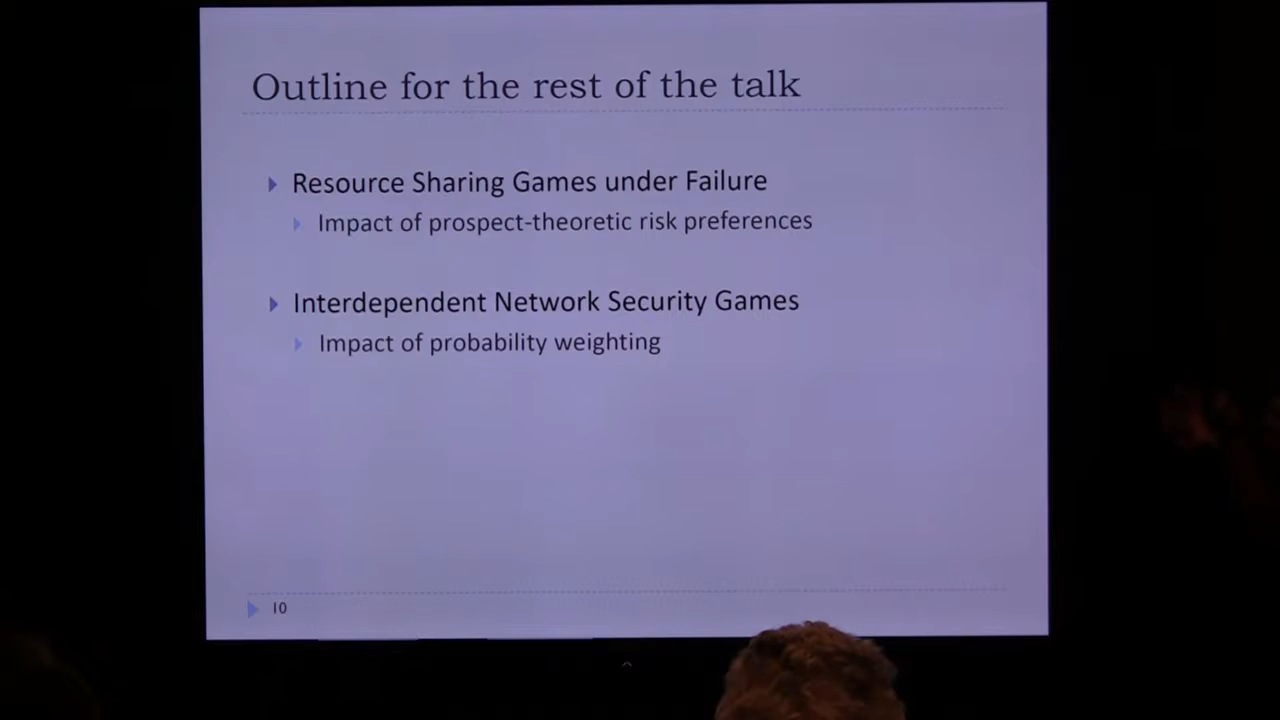 Outline for the rest of the talk
Resource Sharing Games under Failure
Impact of prospect-theoretic risk preferences
Interdependent Network Security Games
Impact of probability weighting
10